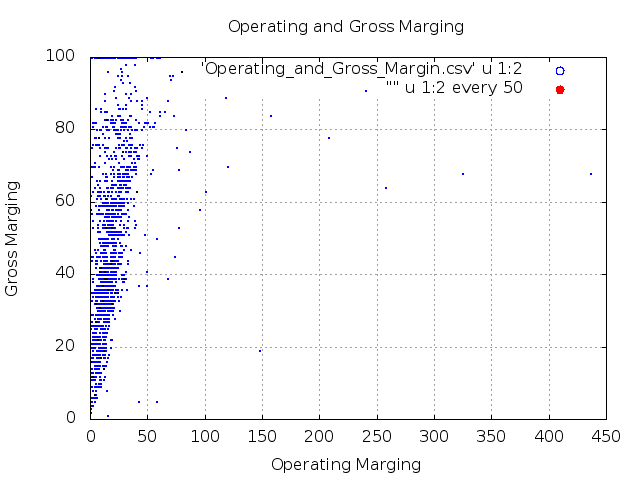 Operating and Gross Marging
'Operating_and_Gross_Margin.csv' u 1:2
"" u 1:2 every 50
Gross Marging
100
80
60
40
20
0
0 50 100 150 200 250 300 350 400 450
Operating Marging